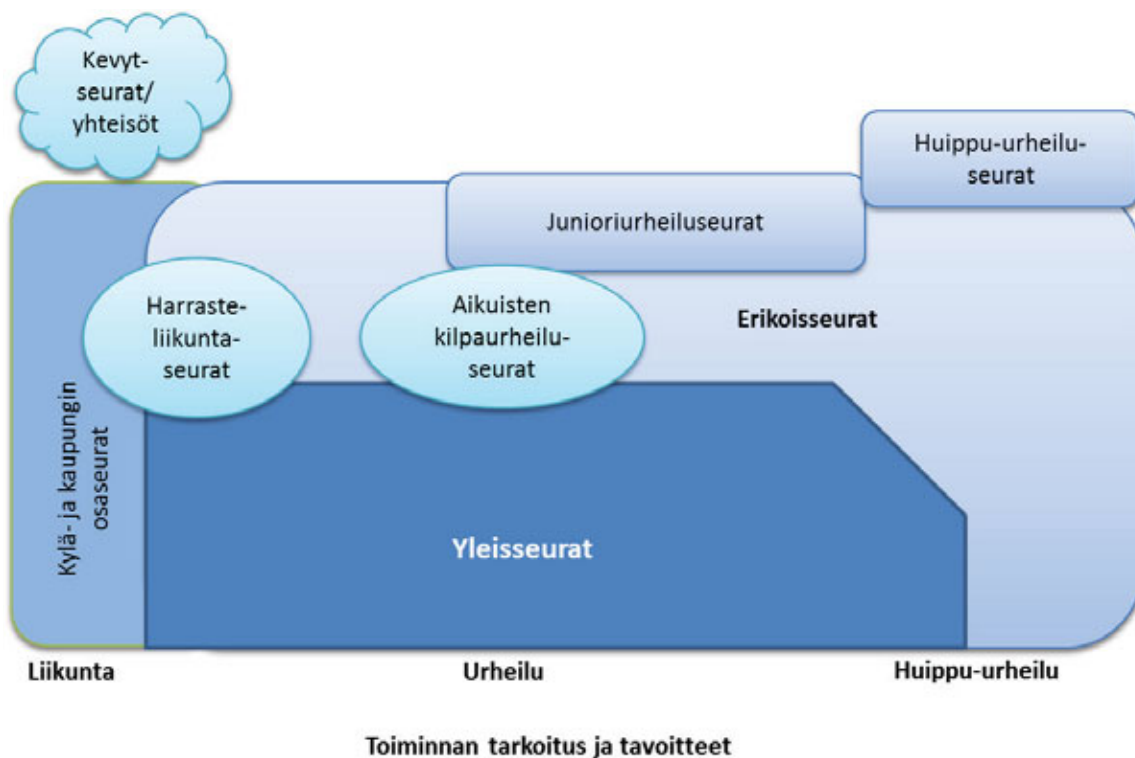 Kevyt-
seurat/
yhteisöt
Huippu-urheilu-
seurat
Junioriurheiluseurat
Harraste-
liikunta-
seurat
Aikuisten
kilpaurheilu-
seurat
Erikoisseurat
Kylä- ja kaupungin
osaseurat
Yleisseurat
Liikunta
Urheilu
Huippu-urheilu
Toiminnan tarkoitus ja tavoitteet